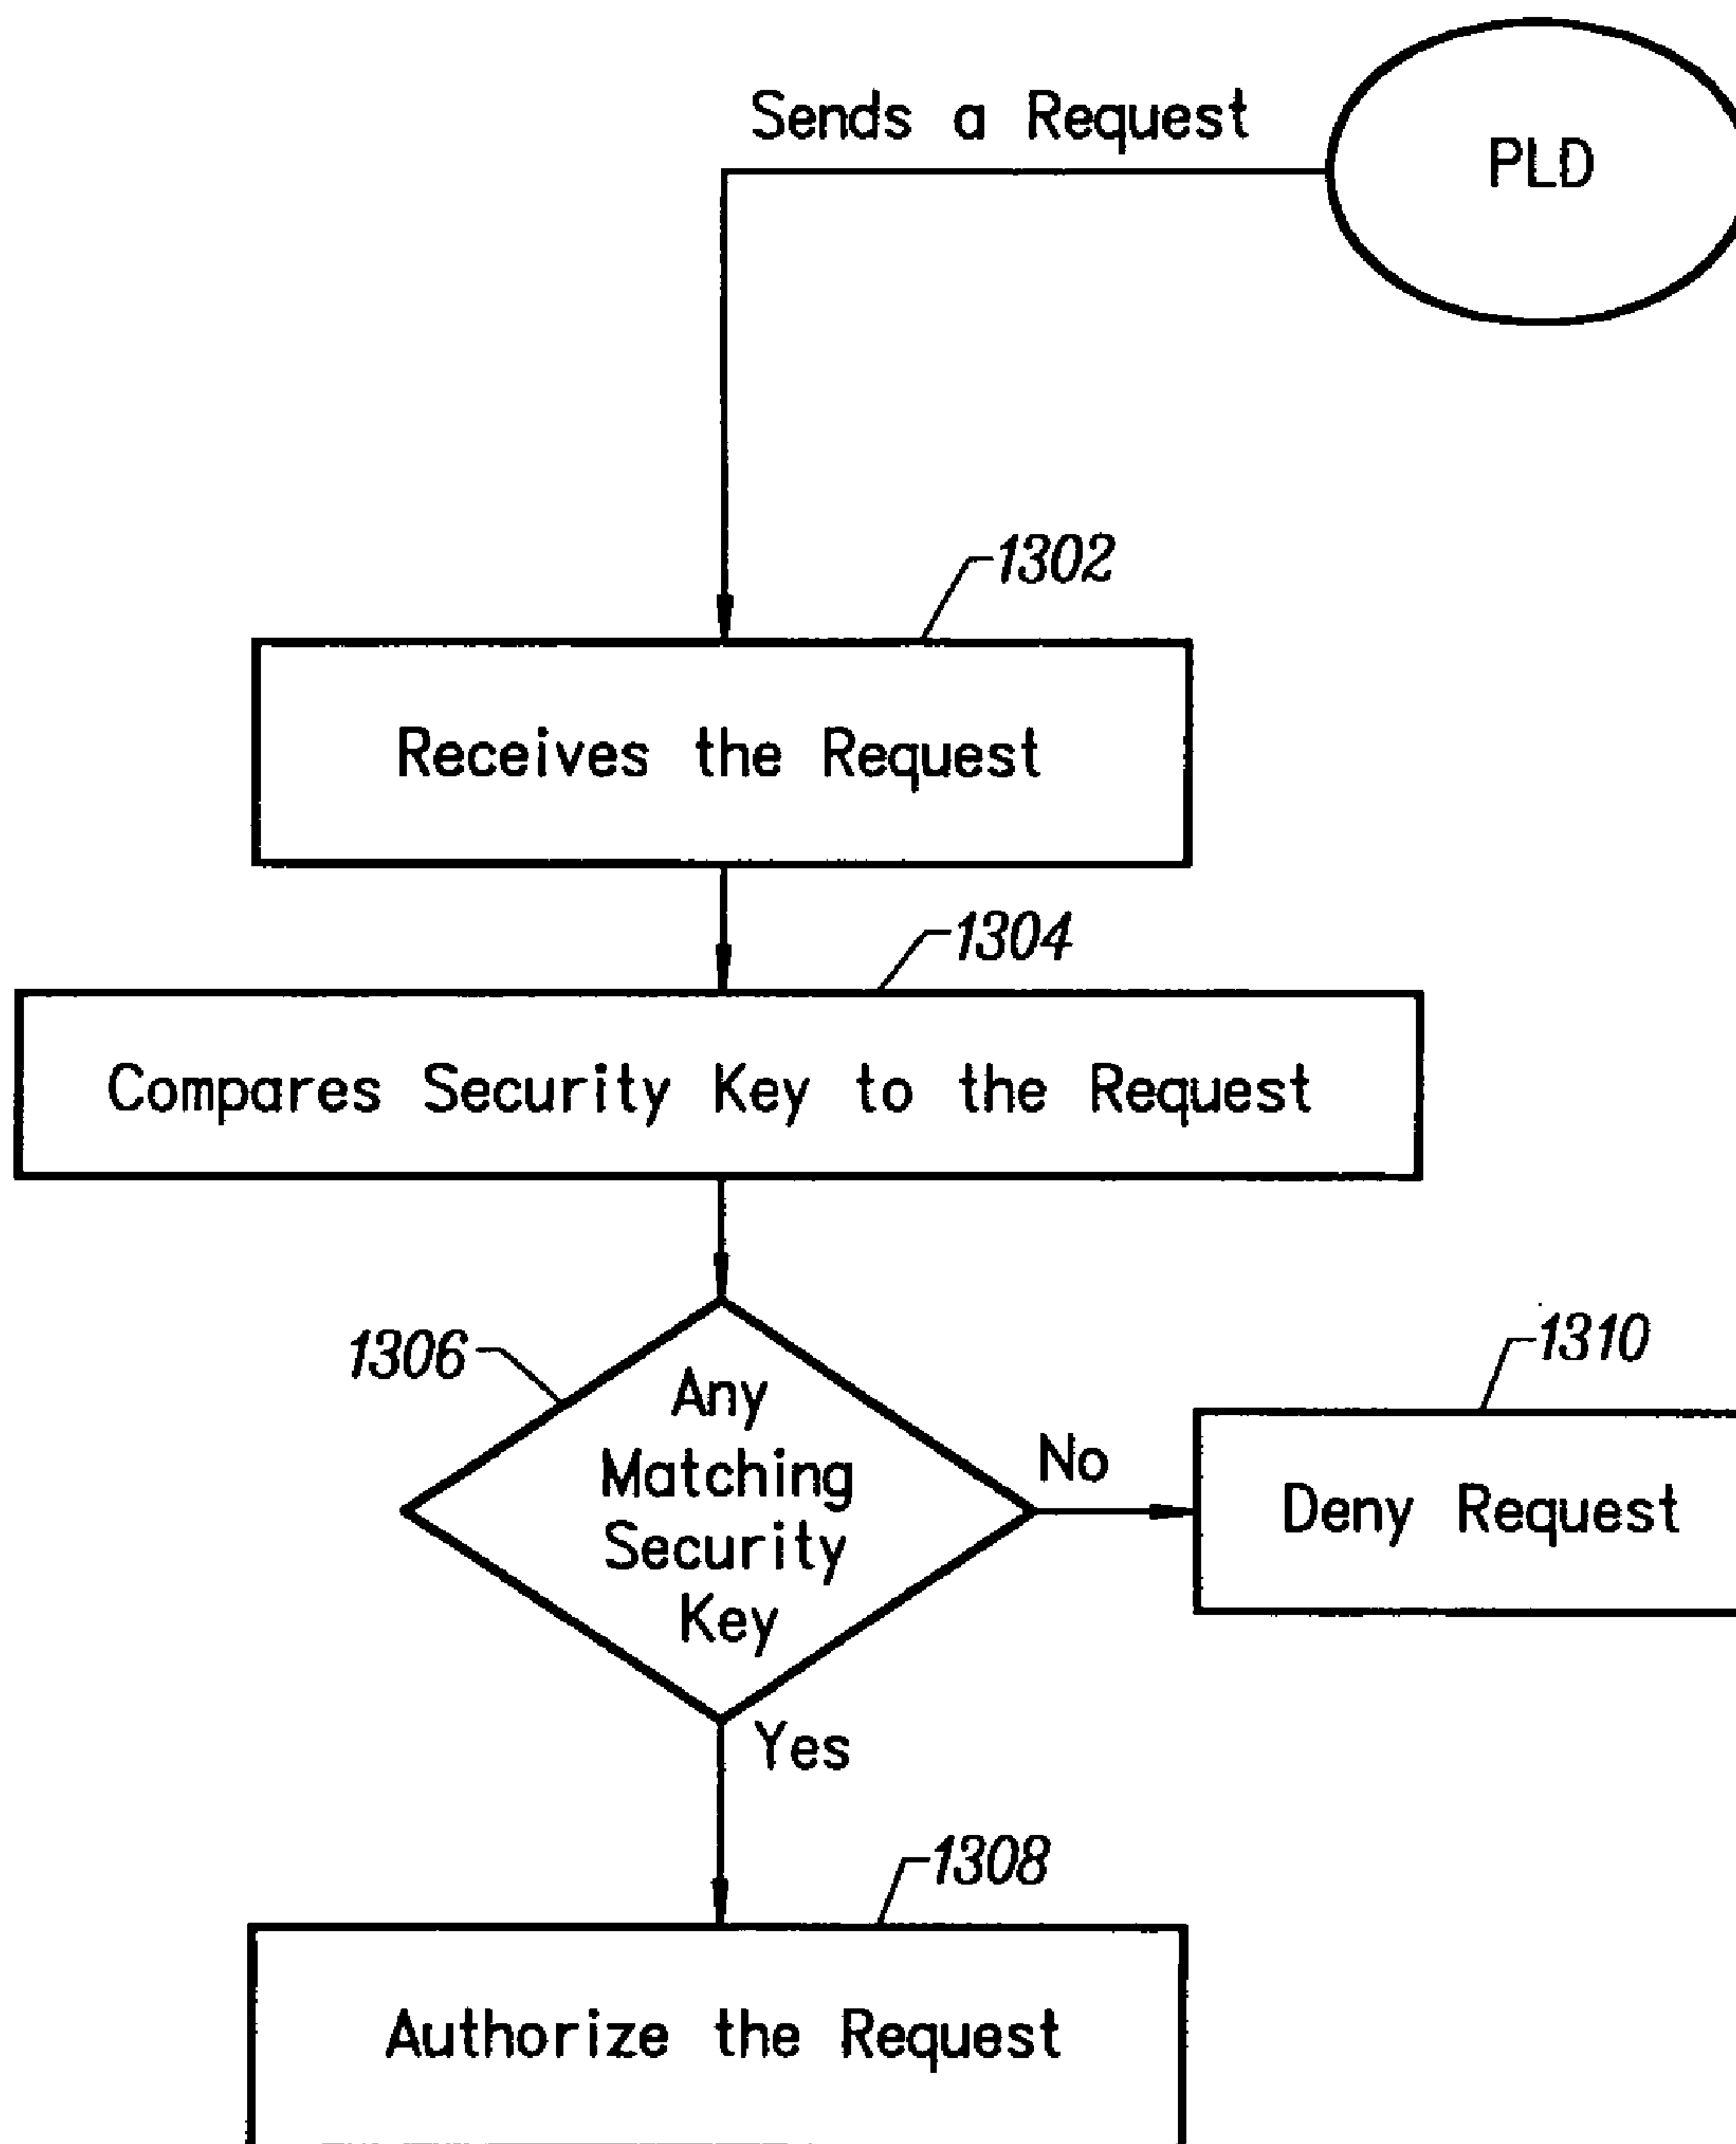 Sends a Request
PLD
1302
Receives the Request
1304
Compares Security Key to the Request
1306
Any
Matching
Security
Key
No
1310
Deny Request
Yes
1308
Authorize the Request